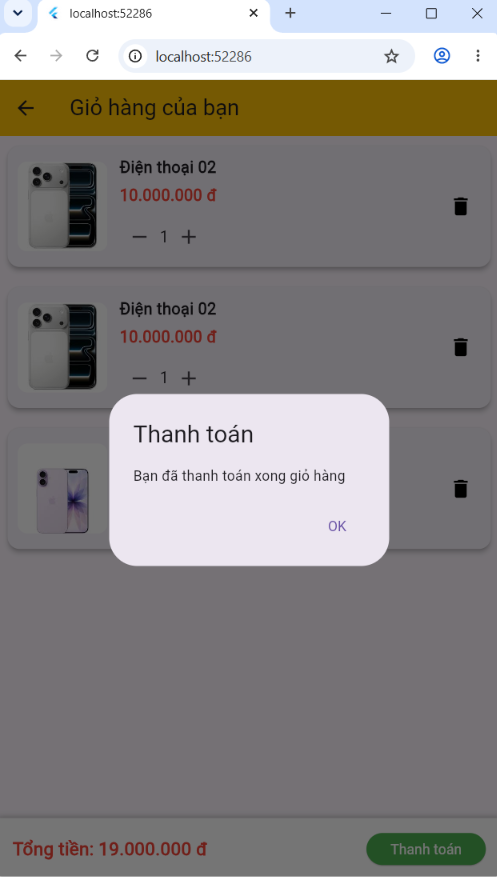 localhost:52286
localhost:52286
Giỏ hàng của bạn
Điện thoại 02
10.000.000 đ
1
Điện thoại 02
10.000.000 đ
1
Thanh toán
Bạn đã thanh toán xong giỏ hàng
OK
Tổng tiền: 19.000.000 đ
Thanh toán